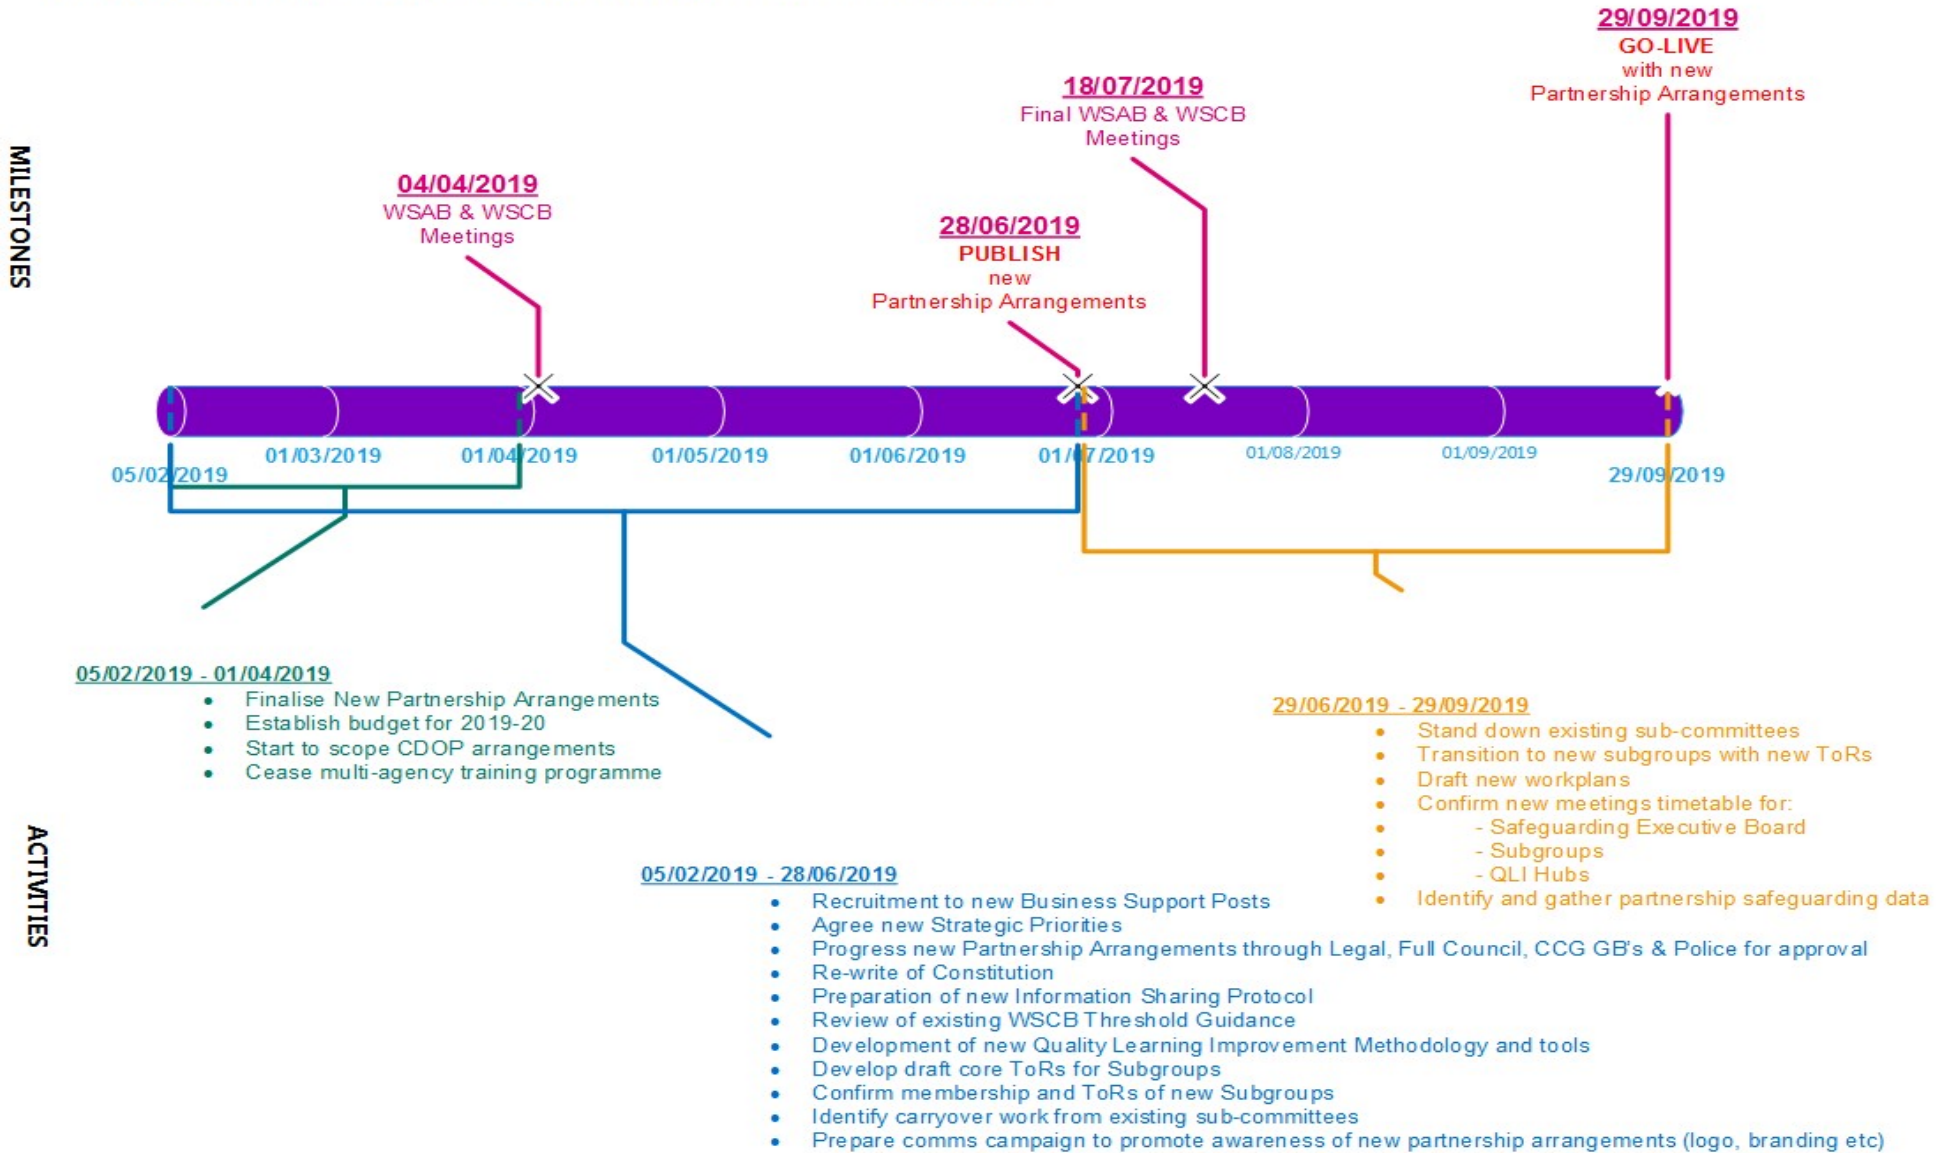 MILESTONES
29/09/2019
GO-LIVE
with new
Partnership Arrangements
18/07/2019
Final WSAB & WSCB
Meetings
04/04/2019
WSAB & WSCB
Meetings
28/06/2019
PUBLISH
new
Partnership Arrangements
05/02/2019
01/03/2019
01/04/2019
01/05/2019
01/06/2019
01/07/2019
01/08/2019
01/09/2019
29/09/2019
ACTIVITIES
05/02/2019 - 01/04/2019
• Finalise New Partnership Arrangements
• Establish budget for 2019-20
• Start to scope CDOP arrangements
• Cease multi-agency training programme
05/02/2019 - 28/06/2019
• Recruitment to new Business Support Posts
• Agree new Strategic Priorities
• Progress new Partnership Arrangements through Legal, Full Council, CCG GB's & Police for approval
• Re-write of Constitution
• Preparation of new Information Sharing Protocol
• Review of existing WSCB Threshold Guidance
• Development of new Quality Learning Improvement Methodology and tools
• Develop draft core ToRs for Subgroups
• Confirm membership and ToRs of new Subgroups
• Identify carryover work from existing sub-committees
• Prepare comms campaign to promote awareness of new partnership arrangements (logo, branding etc)
29/06/2019 - 29/09/2019
• Stand down existing sub-committees
• Transition to new subgroups with new ToRs
• Draft new workplans
• Confirm new meetings timetable for:
• - Safeguarding Executive Board
• - Subgroups
• - QLI Hubs
• Identify and gather partnership safeguarding data